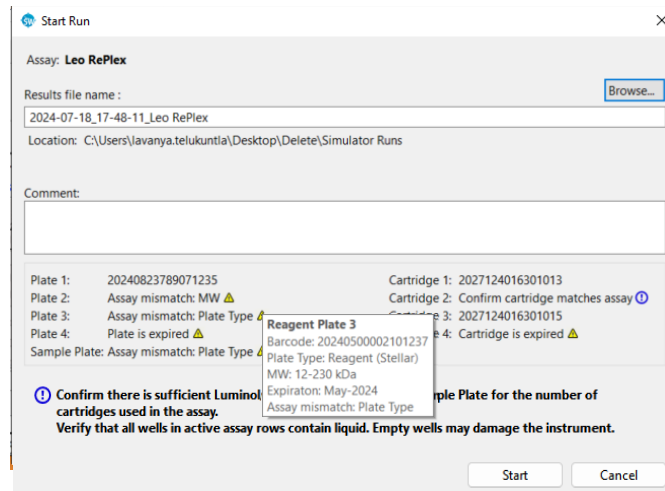 SW Start Run
Assay: Leo RePlex
Results file name :
Browse...
2024-07-18_17-48-11_Leo RePlex
Location: C:\Users\lavanya.telukuntla\Desktop\Delete\Simulator Runs
Comment:
Plate 1: 20240823789071235
Plate 2: Assay mismatch: MW
Plate 3: Assay mismatch: Plate Type
Plate 4: Plate is expired
Sample Plate: Assay mismatch: Plate Type
Cartridge 1: 2027124016301013
Cartridge 2: Confirm cartridge matches assay
3: 2027124016301015
4: Cartridge is expired
Reagent Plate 3
Barcode: 20240500002101237
Plate Type: Reagent (Stellar)
MW: 12-230 kDa
Expiraton: May-2024
Assay mismatch: Plate Type
Confirm there is sufficient Plate for the number of
cartridges used in the assay.
Verify that all wells in active assay rows contain liquid. Empty wells may damage the instrument.
Start
Cancel